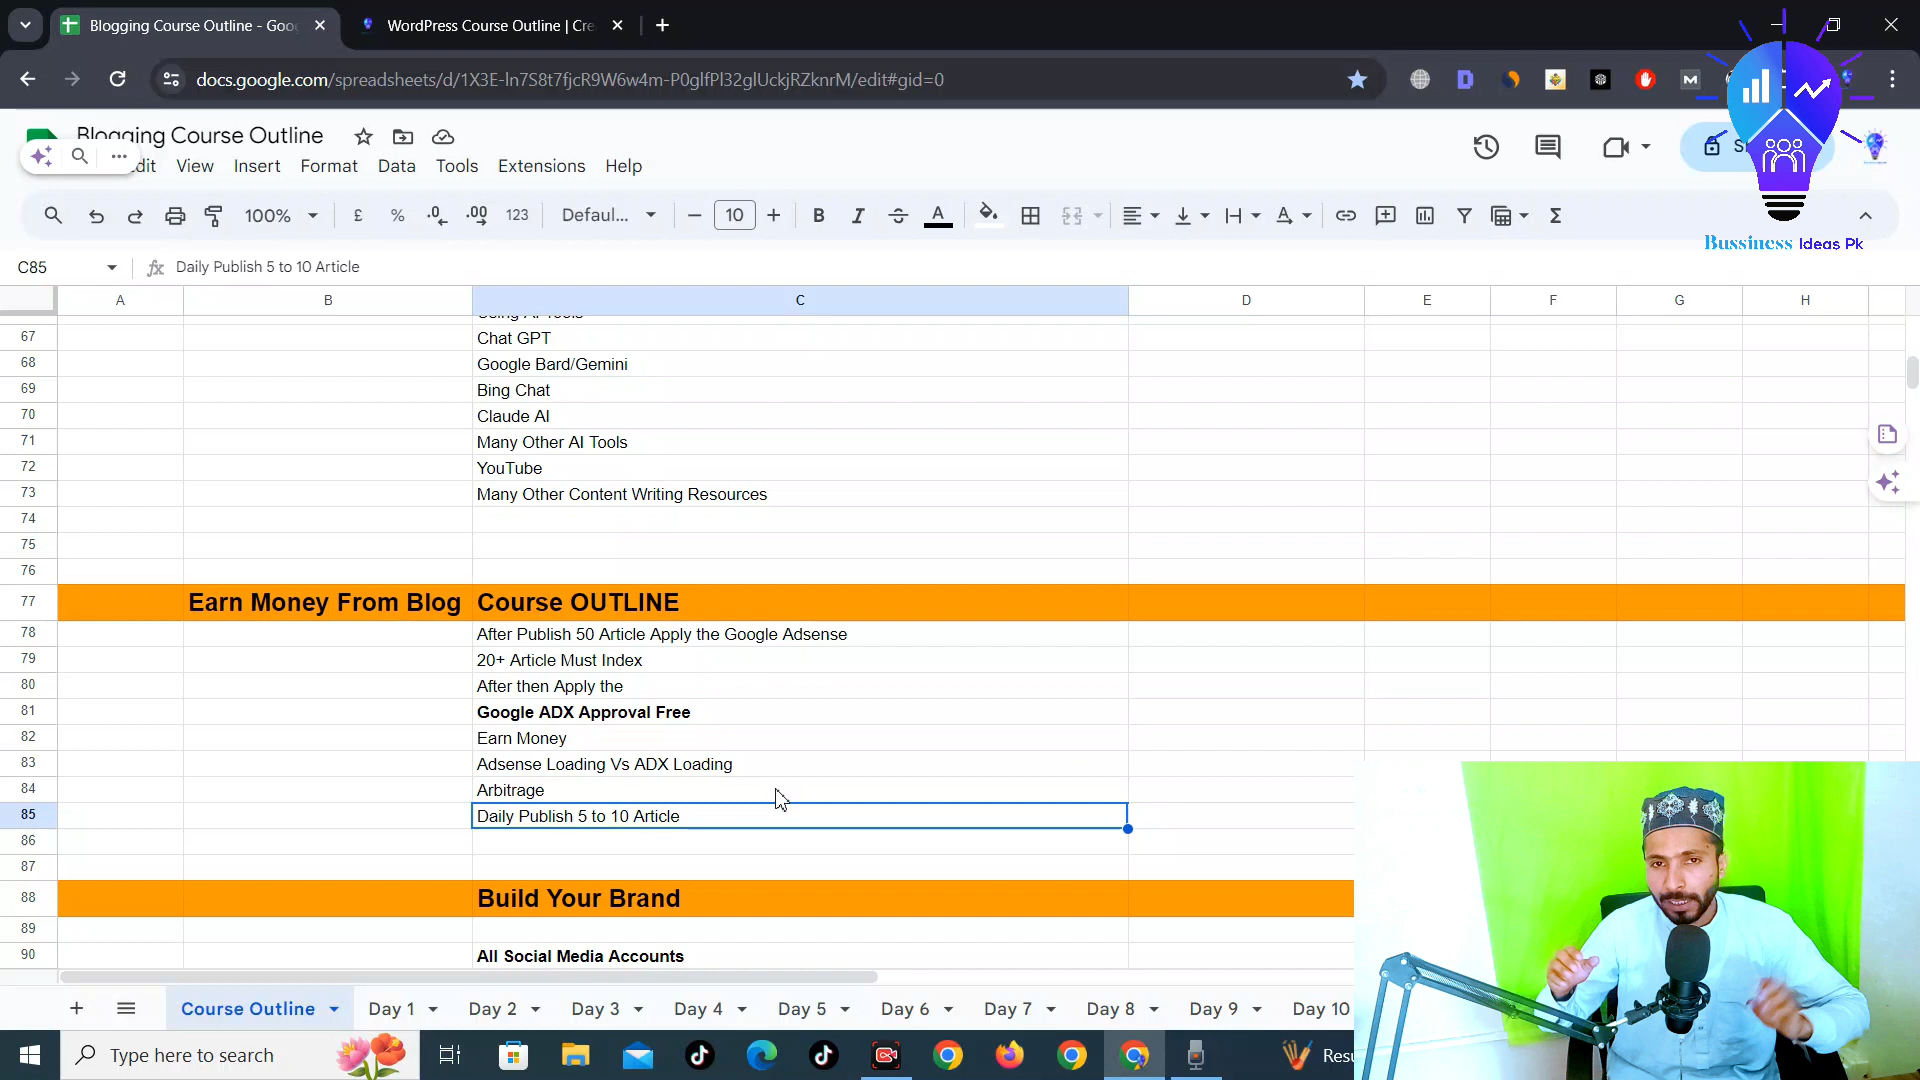 Blogging Course Outline - Goo
WordPress Course Outline | Cre
docs.google.com/spreadsheets/d/1X3E-ln7S8t7fjcR9W6w4m-P0glfPl32glUckjRZknrM/edit#gid=0
Blogging Course Outline
dit View Insert Format Data Tools Extensions Help
100% £ % .0 .00 123 Defaul... 10 B I A
Bussiness Ideas Pk
C85 fx Daily Publish 5 to 10 Article
A B C D E F G H
Using AI Tools
67 Chat GPT
68 Google Bard/Gemini
69 Bing Chat
70 Claude AI
71 Many Other AI Tools
72 YouTube
73 Many Other Content Writing Resources
74
75
76
77 Earn Money From Blog Course OUTLINE
78 After Publish 50 Article Apply the Google Adsense
79 20+ Article Must Index
80 After then Apply the
81 Google ADX Approval Free
82 Earn Money
83 Adsense Loading Vs ADX Loading
84 Arbitrage
85 Daily Publish 5 to 10 Article
86
87
88 Build Your Brand
89
90 All Social Media Accounts
Course Outline Day 1 Day 2 Day 3 Day 4 Day 5 Day 6 Day 7 Day 8 Day 9 Day 10
Type here to search